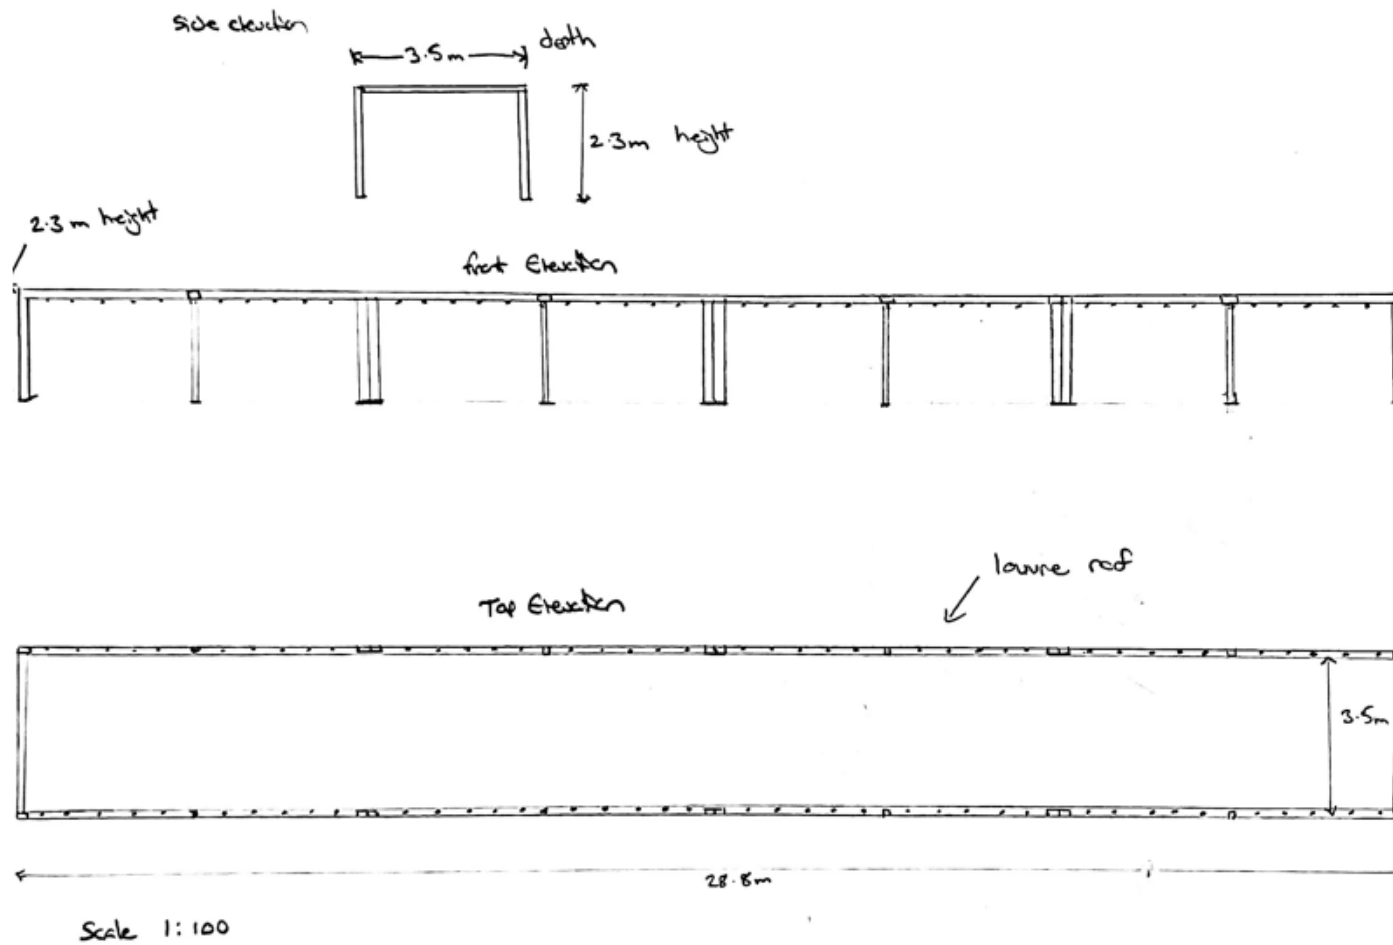 Side elevation
3.5m
depth
2.3m height
2.3m height
front Elevation
louvre roof
Top Elevation
3.5m
28.8m
Scale 1:100